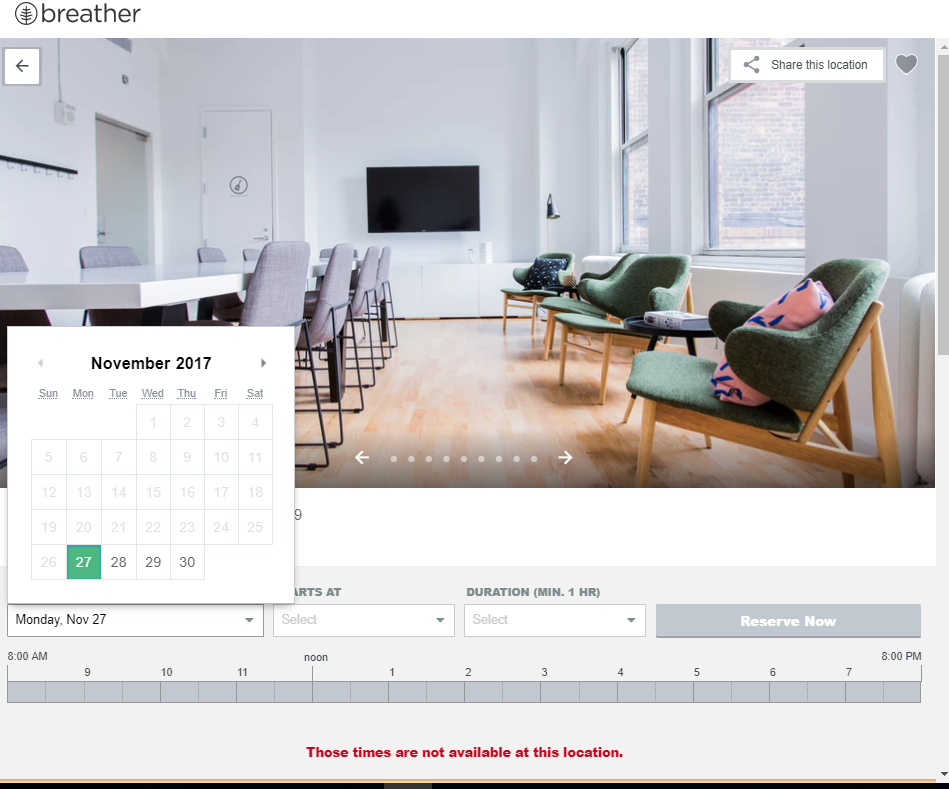 breather
Share this location
November 2017
Sun Mon Tue Wed Thu Fri Sat
1 2 3 4
5 6 7 8 9 10 11
12 13 14 15 16 17 18
19 20 21 22 23 24 25
26 27 28 29 30
9
ARTS AT
DURATION (MIN. 1 HR)
Monday, Nov 27
Select
Select
Reserve Now
8:00 AM noon 8:00 PM
9 10 11 1 2 3 4 5 6 7
Those times are not available at this location.